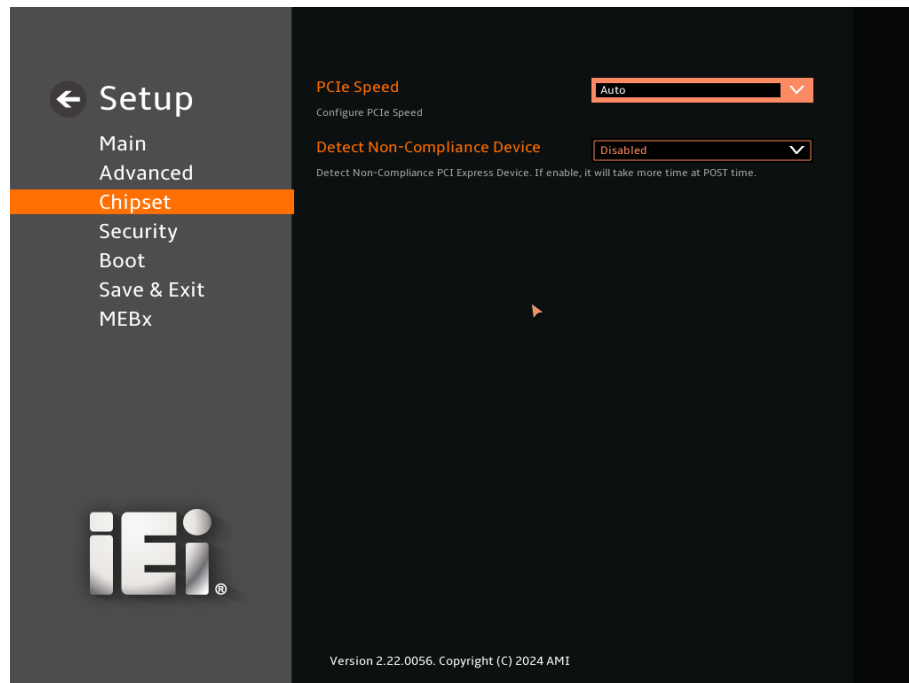 Setup
Main
Advanced
Chipset
Security
Boot
Save & Exit
MEBx
PCIe Speed
Auto
Configure PCIe Speed
Detect Non-Compliance Device
Disabled
Detect Non-Compliance PCI Express Device. If enable, it will take more time at POST time.
iEi®
Version 2.22.0056. Copyright (C) 2024 AMI